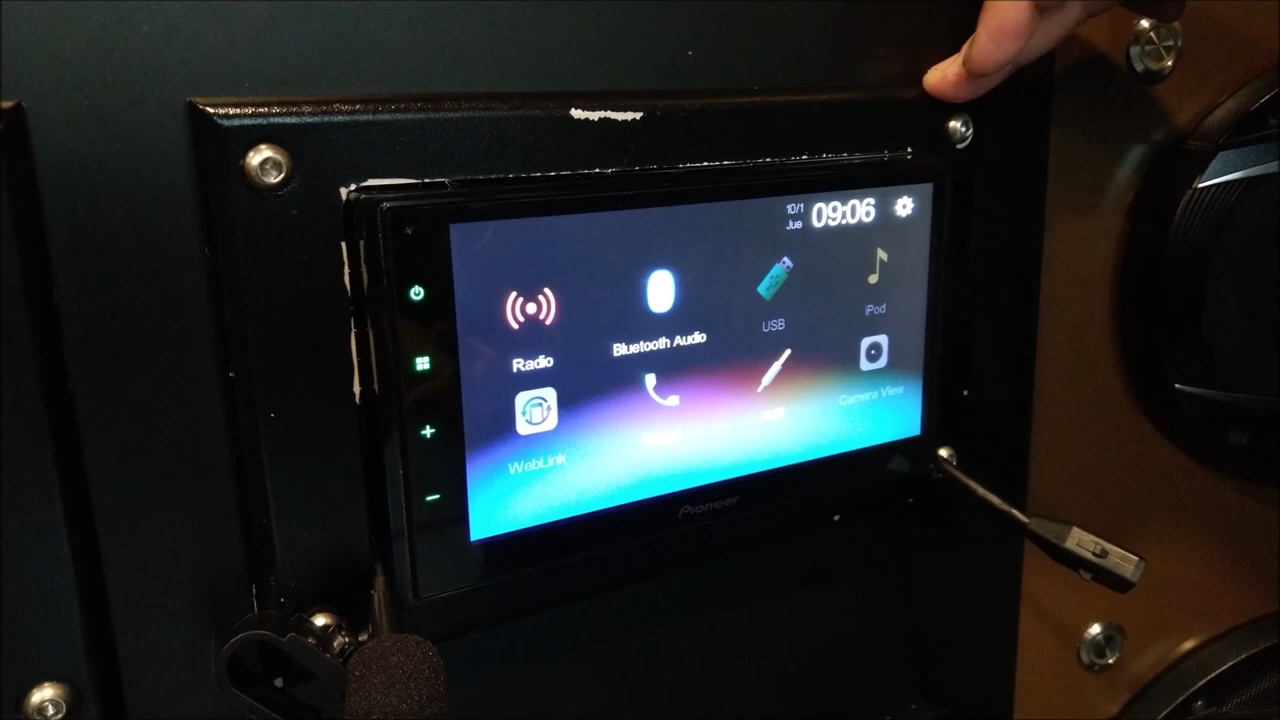 10/1
Jue
09:06
Radio
Bluetooth Audio
USB
iPod
WebLink
Camera View
Pioneer